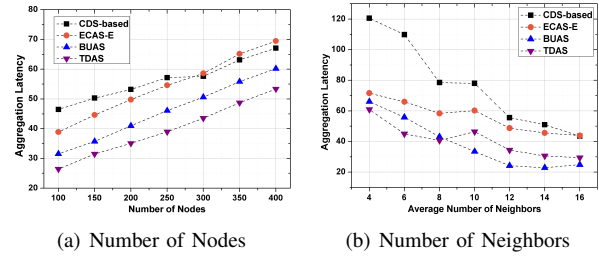 CDS-based
ECAS-E
BUAS
TDAS
Aggregation Latency
80
70
60
50
40
30
20
100 150 200 250 300 350 400
Number of Nodes
(a) Number of Nodes
CDS-based
ECAS-E
BUAS
TDAS
Aggregation Latency
120
100
80
60
40
20
4 6 8 10 12 14 16
Average Number of Neighbors
(b) Number of Neighbors